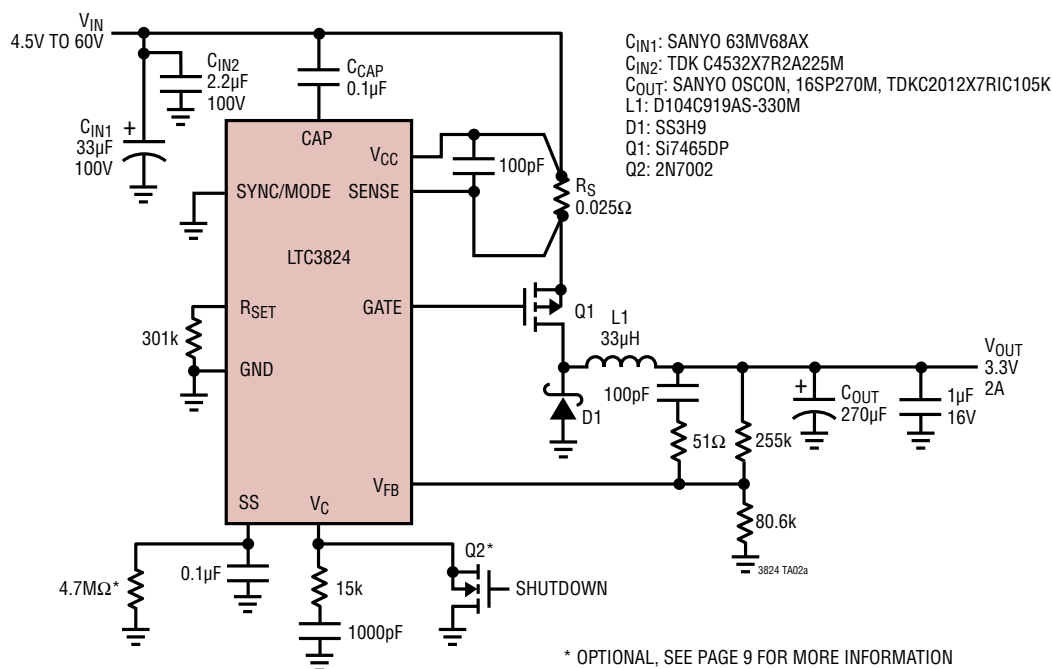 VIN
4.5V TO 60V
CIN2
2.2µF
100V
CIN1
33µF
100V
+
CCAP
0.1µF
CIN1: SANYO 63MV68AX
CIN2: TDK C4532X7R2A225M
COUT: SANYO OSCON, 16SP270M, TDKC2012X7RIC105K
L1: D104C919AS-330M
D1: SS3H9
Q1: Si7465DP
Q2: 2N7002
CAP
VCC
SYNC/MODE
SENSE
100pF
RS
0.025Ω
LTC3824
RSET
GATE
Q1
301k
GND
L1
33µH
VOUT
3.3V
2A
100pF
D1
51Ω
255k
+
COUT
270µF
1µF
16V
VFB
80.6k
3824 TA02a
SS
VC
4.7MΩ*
0.1µF
15k
1000pF
Q2*
SHUTDOWN
* OPTIONAL, SEE PAGE 9 FOR MORE INFORMATION